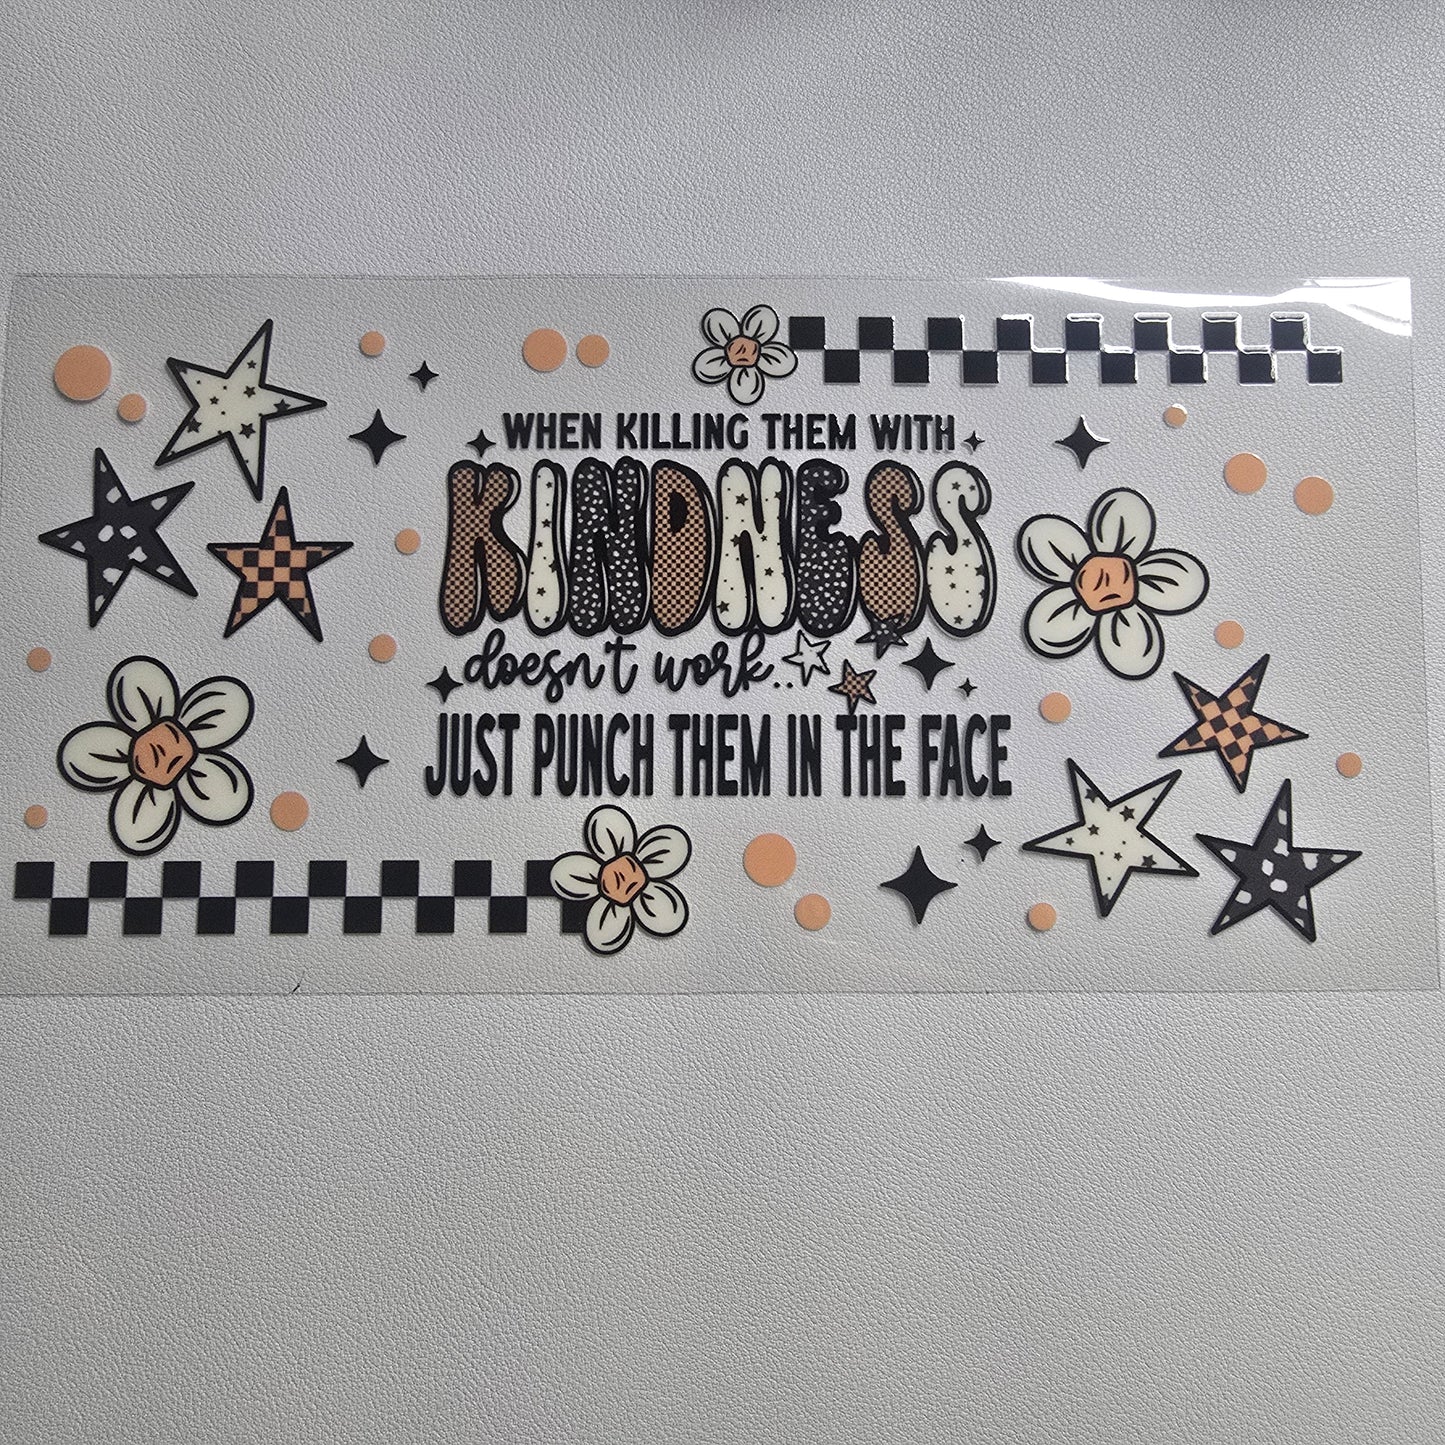 WHEN KILLING THEM WITH
KINDNESS
doesn't work..
JUST PUNCH THEM IN THE FACE